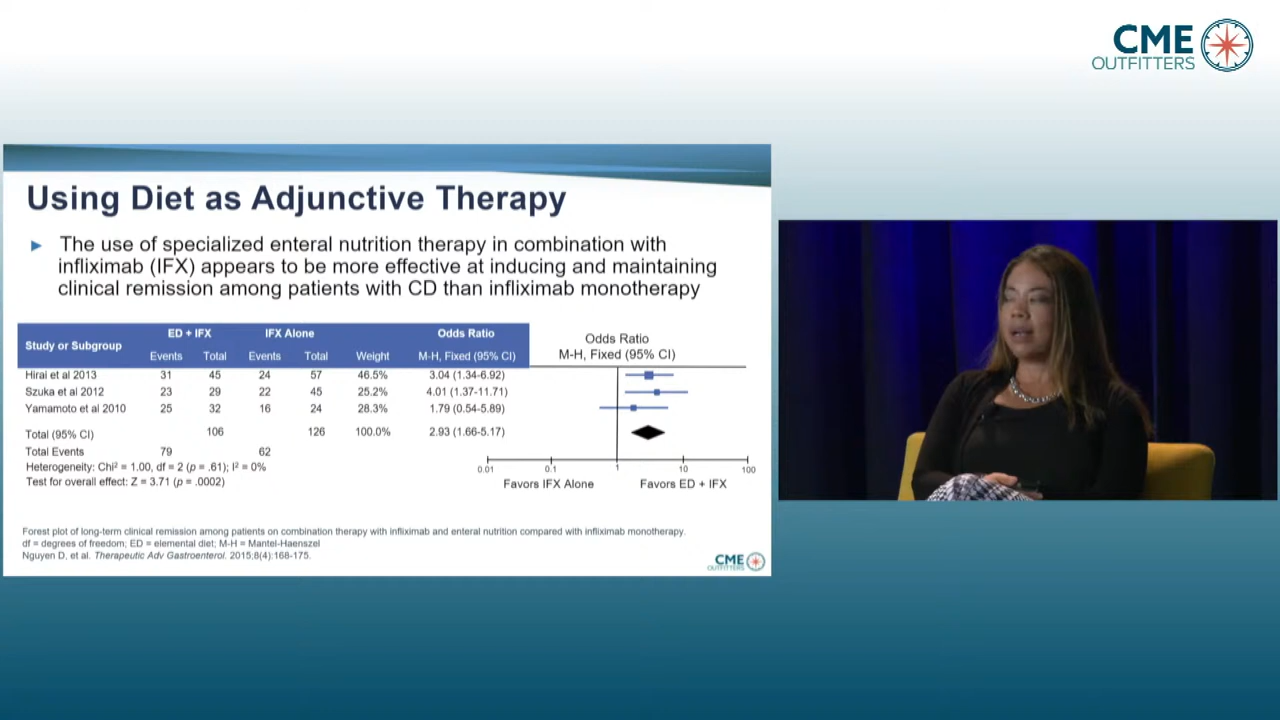 CME
OUTFITTERS
Using Diet as Adjunctive Therapy
The use of specialized enteral nutrition therapy in combination with
infliximab (IFX) appears to be more effective at inducing and maintaining
clinical remission among patients with CD than infliximab monotherapy
Study or Subgroup ED + IFX IFX Alone Odds Ratio
Events Total Events Total Weight M-H, Fixed (95% CI)
Hirai et al 2013 31 45 24 57 46.5% 3.04 (1.34-6.92)
Szuka et al 2012 23 29 22 45 25.2% 4.01 (1.37-11.71)
Yamamoto et al 2010 25 32 16 24 28.3% 1.79 (0.54-5.89)
Total (95% CI) 106 126 100.0% 2.93 (1.66-5.17)
Total Events 79 62
Heterogeneity: Chi² = 1.00, df = 2 (p = .61); I² = 0%
Test for overall effect: Z = 3.71 (p = .0002)
Odds Ratio
M-H, Fixed (95% CI)
0.01 0.1 1 10 100
Favors IFX Alone Favors ED + IFX
Forest plot of long-term clinical remission among patients on combination therapy with infliximab and enteral nutrition compared with infliximab monotherapy.
df = degrees of freedom; ED = elemental diet; M-H = Mantel-Haenszel
Nguyen D, et al. Therapeutic Adv Gastroenterol. 2015;8(4):168-175.
CME
OUTFITTERS